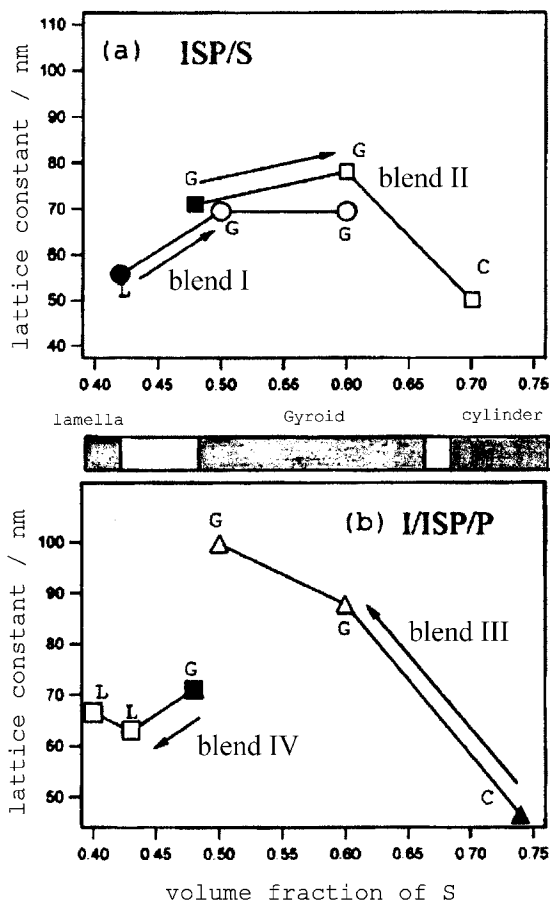 (a) ISP/S
lattice constant / nm
110
100
90
80
70
60
50
40
G
G
blend II
G
G
L
blend I
C
0.40 0.45 0.50 0.55 0.60 0.65 0.70 0.75
lamella Gyroid cylinder
(b) I/ISP/P
lattice constant / nm
100
90
80
70
60
50
G
G
blend III
L
L
G
blend IV
C
0.40 0.45 0.50 0.55 0.60 0.65 0.70 0.75
volume fraction of S